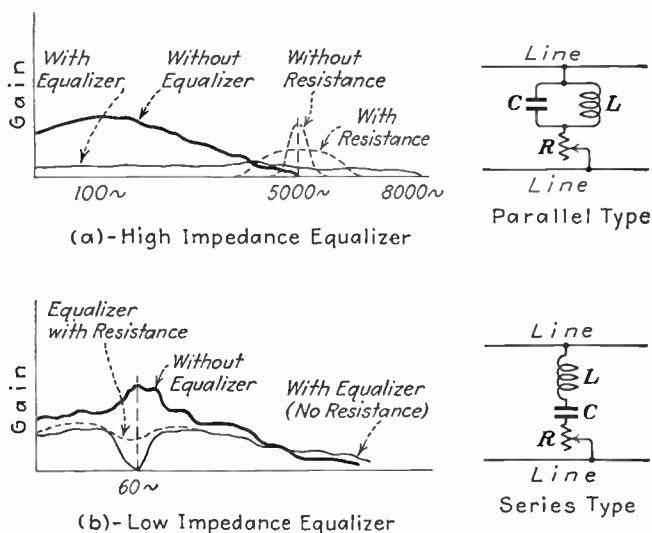 With
Equalizer
Without
Equalizer
Without
Resistance
With
Resistance
Gain
100~
5000~
8000~
(a)-High Impedance Equalizer
Line
C
L
R
Line
Parallel Type
Equalizer
with Resistance
Without
Equalizer
With Equalizer
(No Resistance)
Gain
60~
(b)-Low Impedance Equalizer
Line
L
C
R
Line
Series Type